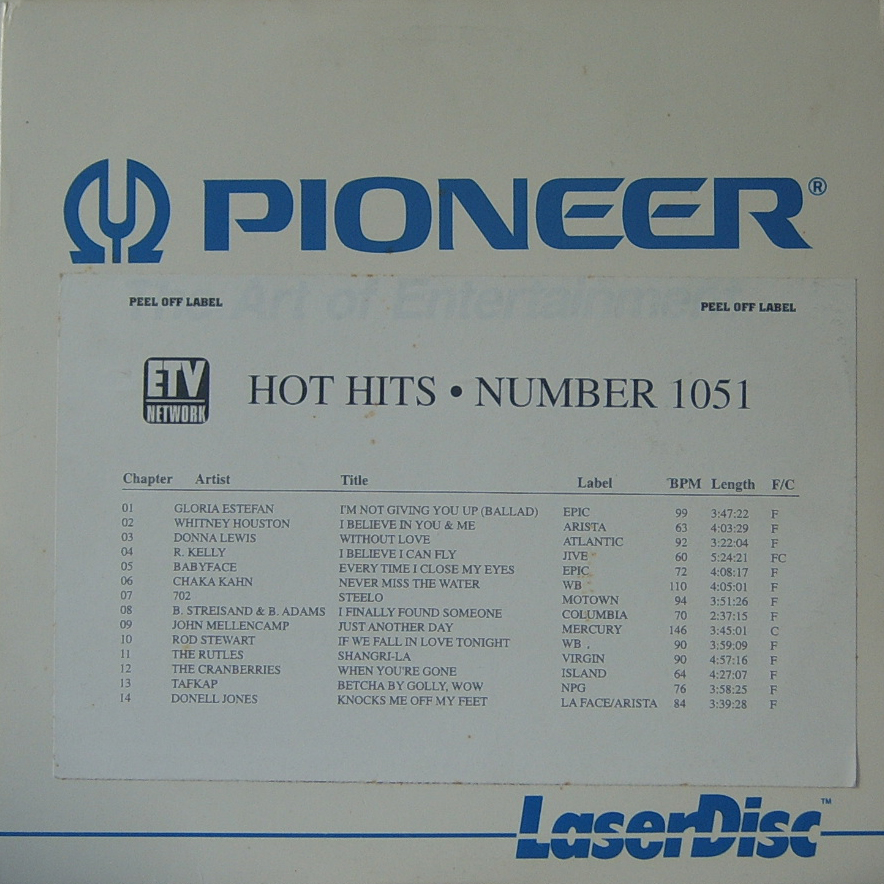 PIONEER®
The Art of Entertainment
PEEL OFF LABEL PEEL OFF LABEL
ETV
NETWORK
HOT HITS • NUMBER 1051
Chapter Artist Title Label BPM Length F/C
01 GLORIA ESTEFAN I'M NOT GIVING YOU UP (BALLAD) EPIC 99 3:47:22 F
02 WHITNEY HOUSTON I BELIEVE IN YOU & ME ARISTA 63 4:03:29 F
03 DONNA LEWIS WITHOUT LOVE ATLANTIC 92 3:22:04 F
04 R. KELLY I BELIEVE I CAN FLY JIVE 60 5:24:21 FC
05 BABYFACE EVERY TIME I CLOSE MY EYES EPIC 72 4:08:17 F
06 CHAKA KAHN NEVER MISS THE WATER WB 110 4:05:01 F
07 702 STEELO MOTOWN 94 3:51:26 F
08 B. STREISAND & B. ADAMS I FINALLY FOUND SOMEONE COLUMBIA 70 2:37:15 F
09 JOHN MELLENCAMP JUST ANOTHER DAY MERCURY 146 3:45:01 C
10 ROD STEWART IF WE FALL IN LOVE TONIGHT WB 90 3:59:09 F
11 THE RUTLES SHANGRI-LA VIRGIN 90 4:57:16 F
12 THE CRANBERRIES WHEN YOU'RE GONE ISLAND 64 4:27:07 F
13 TAFKAP BETCHA BY GOLLY, WOW NPG 76 3:58:25 F
14 DONELL JONES KNOCKS ME OFF MY FEET LA FACE/ARISTA 84 3:39:28 F
LaserDisc™